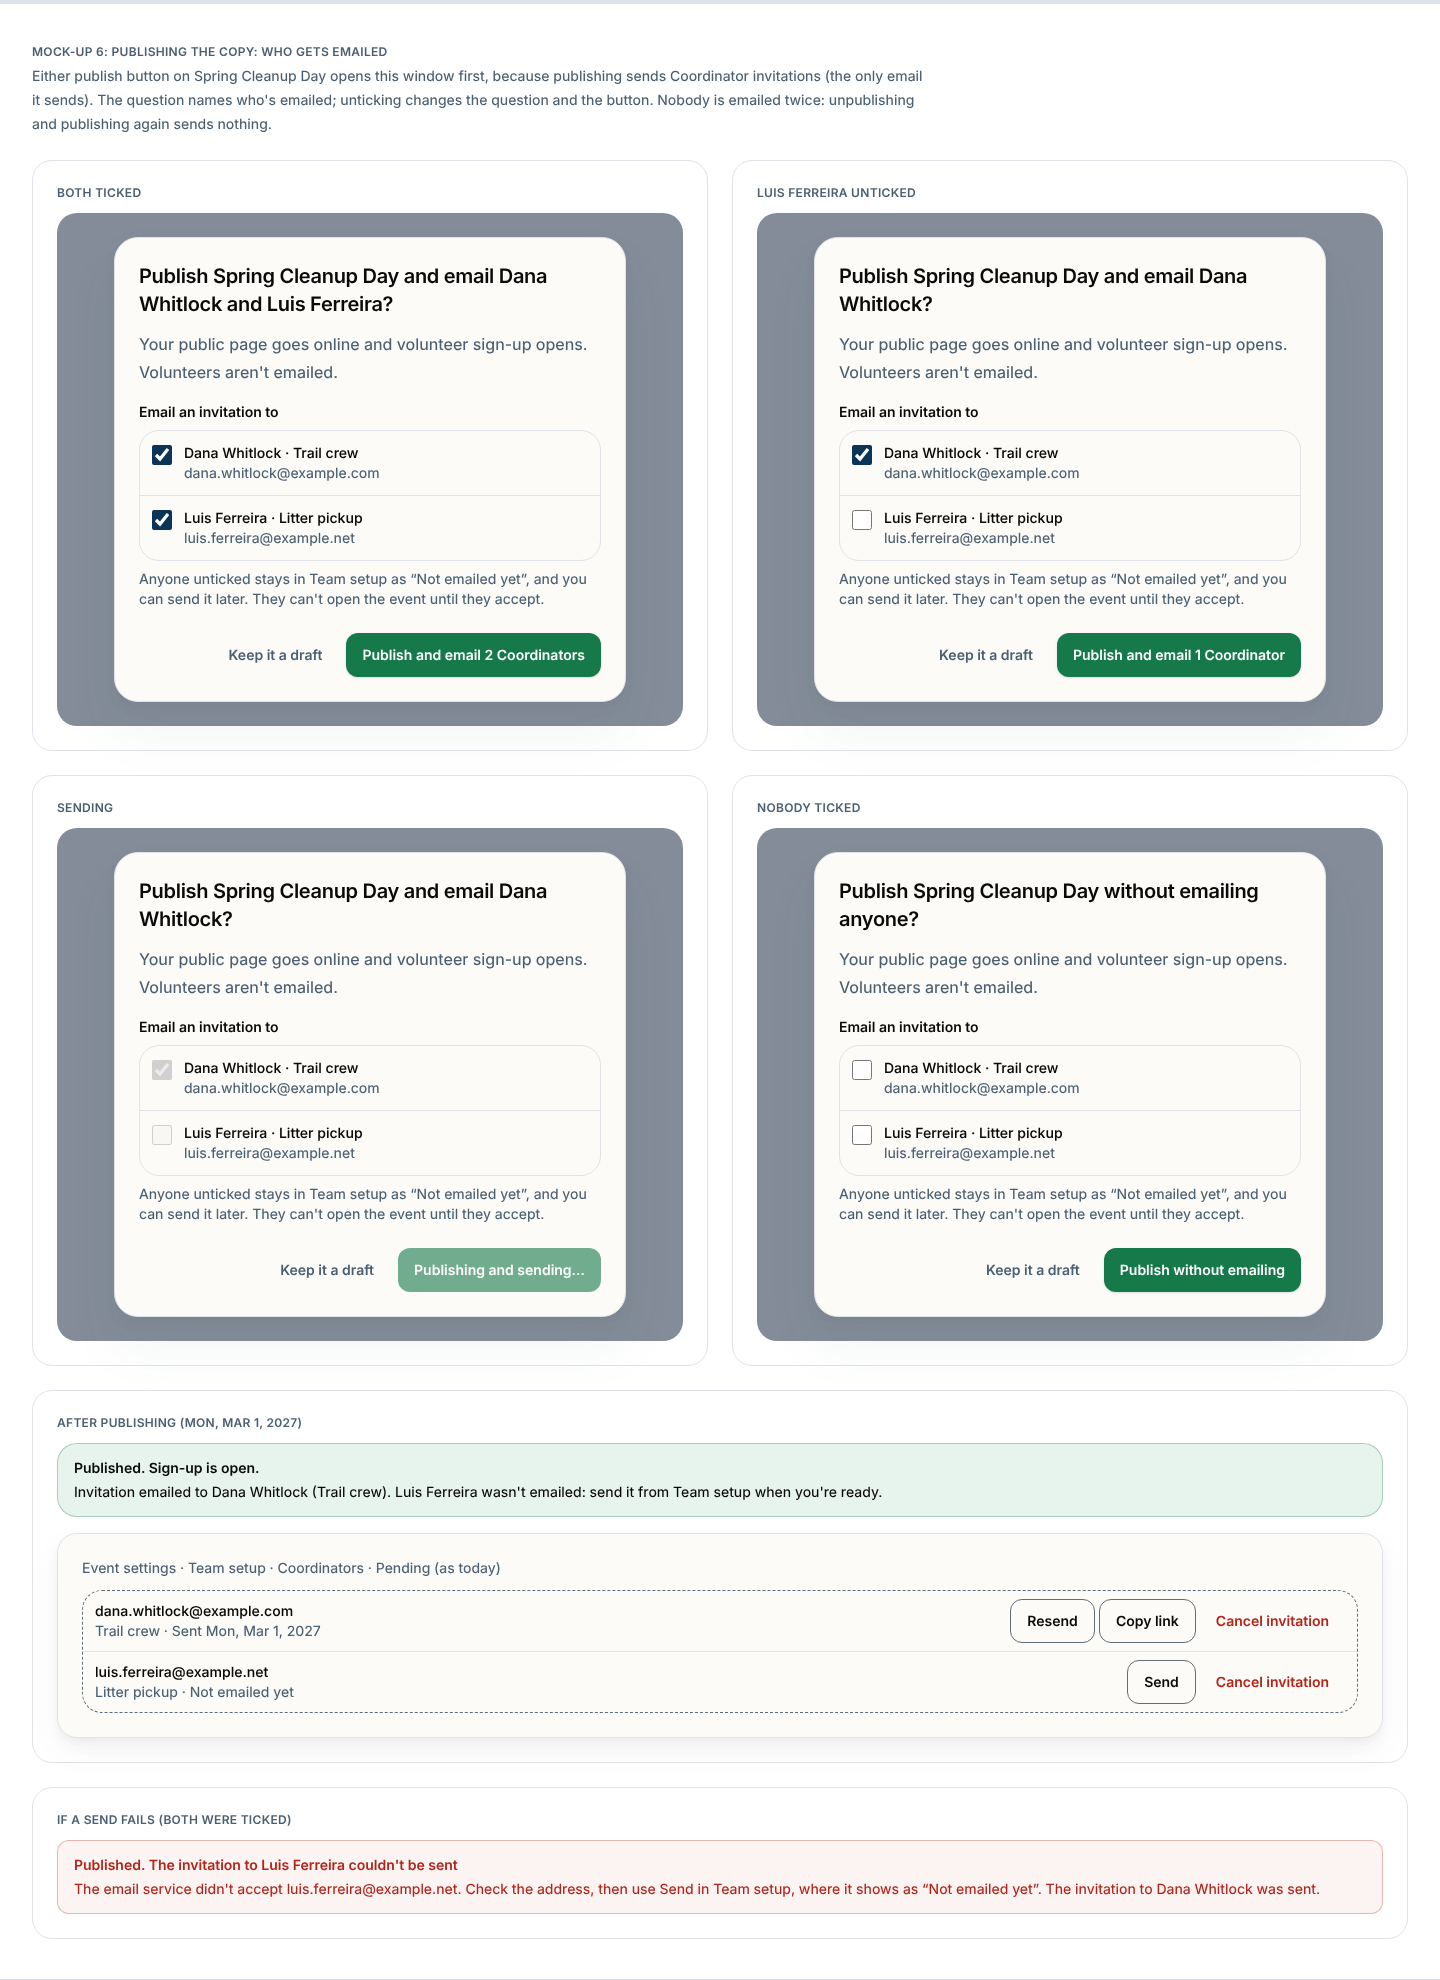 MOCK-UP 6: PUBLISHING THE COPY: WHO GETS EMAILED
Either publish button on Spring Cleanup Day opens this window first, because publishing sends Coordinator invitations (the only email
it sends). The question names who's emailed; unticking changes the question and the button. Nobody is emailed twice: unpublishing
and publishing again sends nothing.
BOTH TICKED
Publish Spring Cleanup Day and email Dana
Whitlock and Luis Ferreira?
Your public page goes online and volunteer sign-up opens.
Volunteers aren't emailed.
Email an invitation to
Dana Whitlock · Trail crew
dana.whitlock@example.com
Luis Ferreira · Litter pickup
luis.ferreira@example.net
Anyone unticked stays in Team setup as “Not emailed yet”, and you
can send it later. They can't open the event until they accept.
Keep it a draft
Publish and email 2 Coordinators
LUIS FERREIRA UNTICKED
Publish Spring Cleanup Day and email Dana
Whitlock?
Your public page goes online and volunteer sign-up opens.
Volunteers aren't emailed.
Email an invitation to
Dana Whitlock · Trail crew
dana.whitlock@example.com
Luis Ferreira · Litter pickup
luis.ferreira@example.net
Anyone unticked stays in Team setup as “Not emailed yet”, and you
can send it later. They can't open the event until they accept.
Keep it a draft
Publish and email 1 Coordinator
SENDING
Publish Spring Cleanup Day and email Dana
Whitlock?
Your public page goes online and volunteer sign-up opens.
Volunteers aren't emailed.
Email an invitation to
Dana Whitlock · Trail crew
dana.whitlock@example.com
Luis Ferreira · Litter pickup
luis.ferreira@example.net
Anyone unticked stays in Team setup as “Not emailed yet”, and you
can send it later. They can't open the event until they accept.
Keep it a draft
Publishing and sending…
NOBODY TICKED
Publish Spring Cleanup Day without emailing
anyone?
Your public page goes online and volunteer sign-up opens.
Volunteers aren't emailed.
Email an invitation to
Dana Whitlock · Trail crew
dana.whitlock@example.com
Luis Ferreira · Litter pickup
luis.ferreira@example.net
Anyone unticked stays in Team setup as “Not emailed yet”, and you
can send it later. They can't open the event until they accept.
Keep it a draft
Publish without emailing
AFTER PUBLISHING (MON, MAR 1, 2027)
Published. Sign-up is open.
Invitation emailed to Dana Whitlock (Trail crew). Luis Ferreira wasn't emailed: send it from Team setup when you're ready.
Event settings · Team setup · Coordinators · Pending (as today)
dana.whitlock@example.com
Trail crew · Sent Mon, Mar 1, 2027
Resend
Copy link
Cancel invitation
luis.ferreira@example.net
Litter pickup · Not emailed yet
Send
Cancel invitation
IF A SEND FAILS (BOTH WERE TICKED)
Published. The invitation to Luis Ferreira couldn't be sent
The email service didn't accept luis.ferreira@example.net. Check the address, then use Send in Team setup, where it shows as “Not emailed yet”. The invitation to Dana Whitlock was sent.